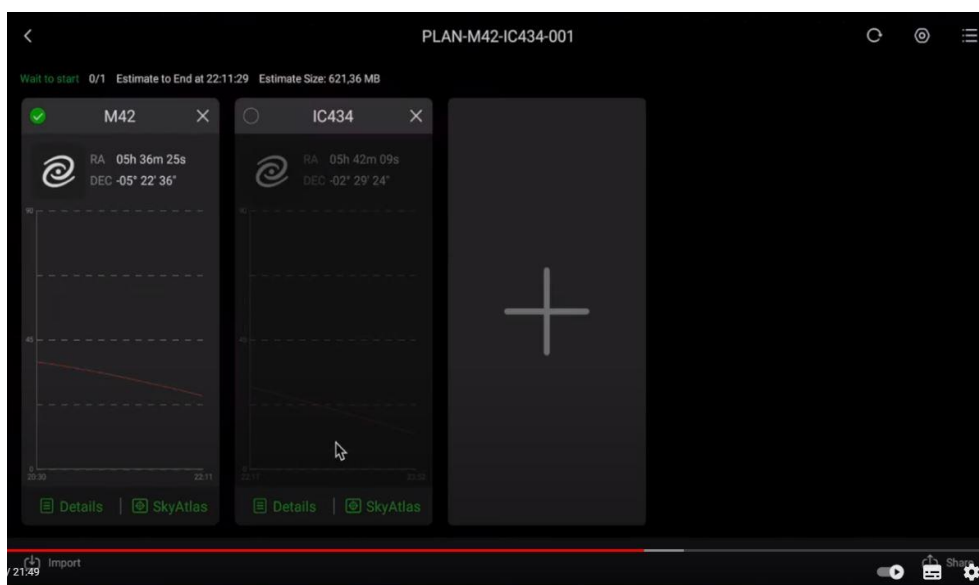 PLAN-M42-IC434-001
Wait to start 0/1 Estimate to End at 22:11:29 Estimate Size: 621,36 MB
M42
RA 05h 36m 25s
DEC -05° 22' 36"
90
45
0
20:30 22:11
Details | SkyAtlas
IC434
RA 05h 42m 09s
DEC -02° 29' 24"
90
45
0
22:11
Details | SkyAtlas
Import
Share
/ 21:49